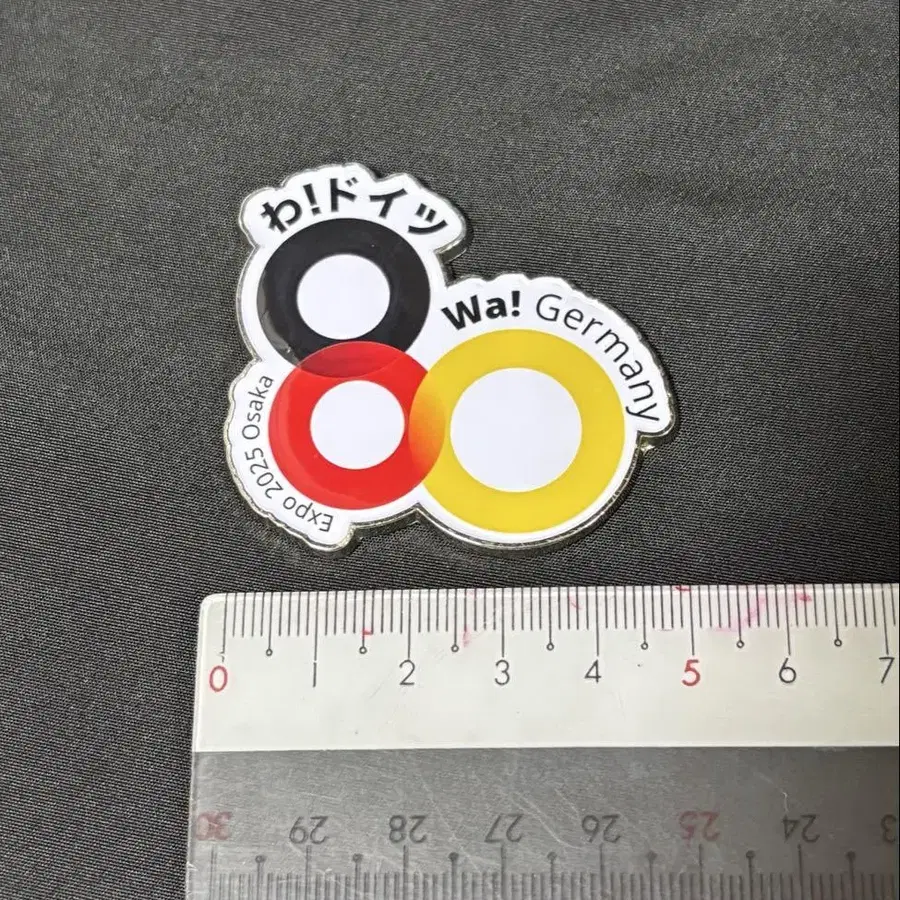 わ!ドイツ
Wa! Germany
Expo 2025 Osaka
0 1 2 3 4 5 6 7
30 29 28 27 26 25 24